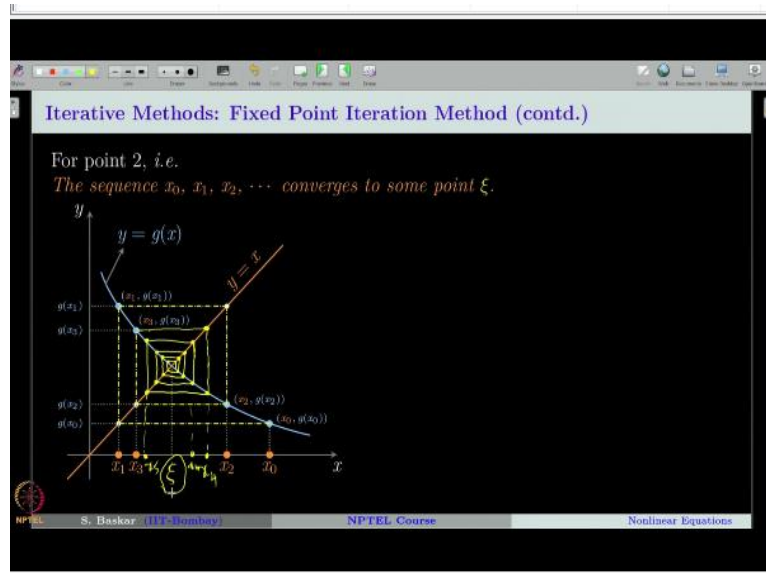 Iterative Methods: Fixed Point Iteration Method (contd.)
For point 2, i.e.
The sequence x₀, x₁, x₂, ⋯ converges to some point ξ.
y
y = g(x)
y = x
g(x₁)
(x₁, g(x₁))
g(x₃)
(x₃, g(x₃))
g(x₂)
(x₂, g(x₂))
g(x₀)
(x₀, g(x₀))
x₁ x₃ x₅ ξ x₄ x₂ x₀ x
NPTEL
S. Baskar (IIT-Bombay) NPTEL Course Nonlinear Equations